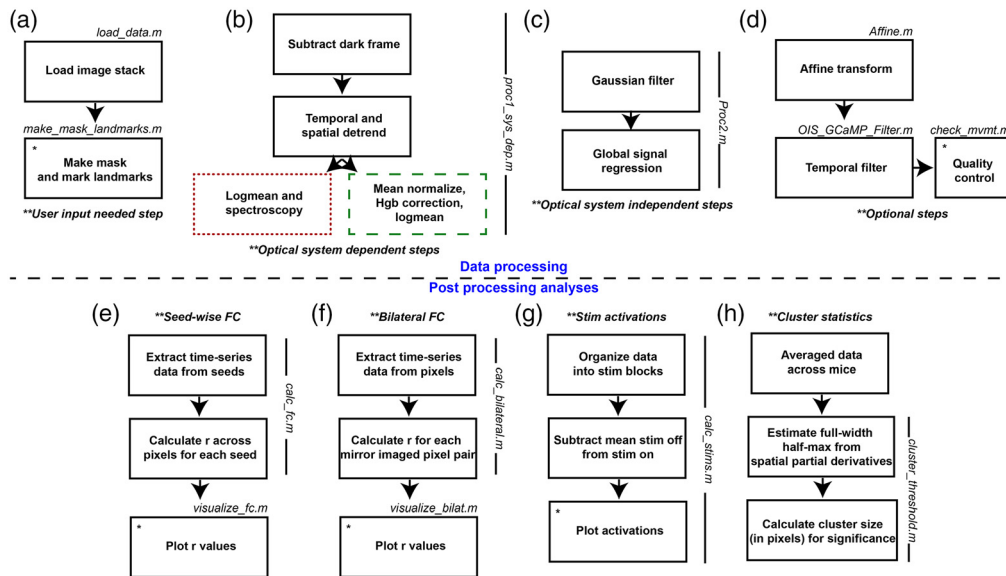 (a)
load_data.m
Load image stack
make_mask_landmarks.m
*
Make mask
and mark landmarks
**User input needed step
(b)
Subtract dark frame
Temporal and
spatial detrend
Logmean and
spectroscopy
Mean normalize,
Hgb correction,
logmean
proc1_sys_dep.m
**Optical system dependent steps
(c)
Gaussian filter
Global signal
regression
Proc2.m
**Optical system independent steps
(d)
Affine.m
Affine transform
OIS_GCaMP_Filter.m
Temporal filter
check_mvmt.m
*
Quality
control
**Optional steps
Data processing
Post processing analyses
(e)
**Seed-wise FC
Extract time-series
data from seeds
Calculate r across
pixels for each seed
calc_fc.m
visualize_fc.m
*
Plot r values
(f)
**Bilateral FC
Extract time-series
data from pixels
Calculate r for each
mirror imaged pixel pair
calc_bilateral.m
visualize_bilat.m
*
Plot r values
(g)
**Stim activations
Organize data
into stim blocks
Subtract mean stim off
from stim on
*
Plot activations
calc_stims.m
(h)
**Cluster statistics
Averaged data
across mice
Estimate full-width
half-max from
spatial partial derivatives
Calculate cluster size
(in pixels) for significance
cluster_threshold.m